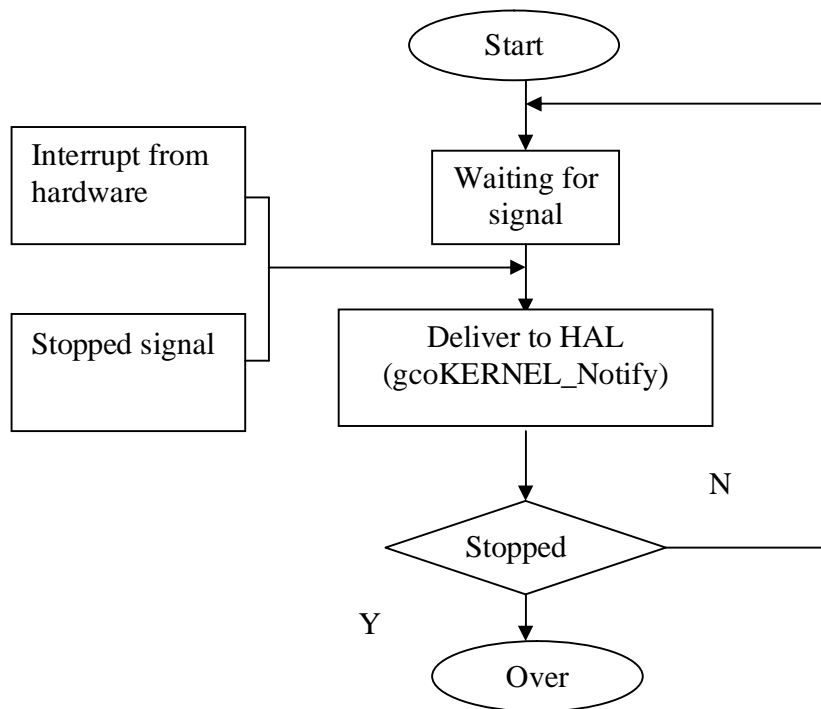 Start
Interrupt from
hardware
Waiting for
signal
Stopped signal
Deliver to HAL
(gcoKERNEL_Notify)
N
Stopped
Y
Over